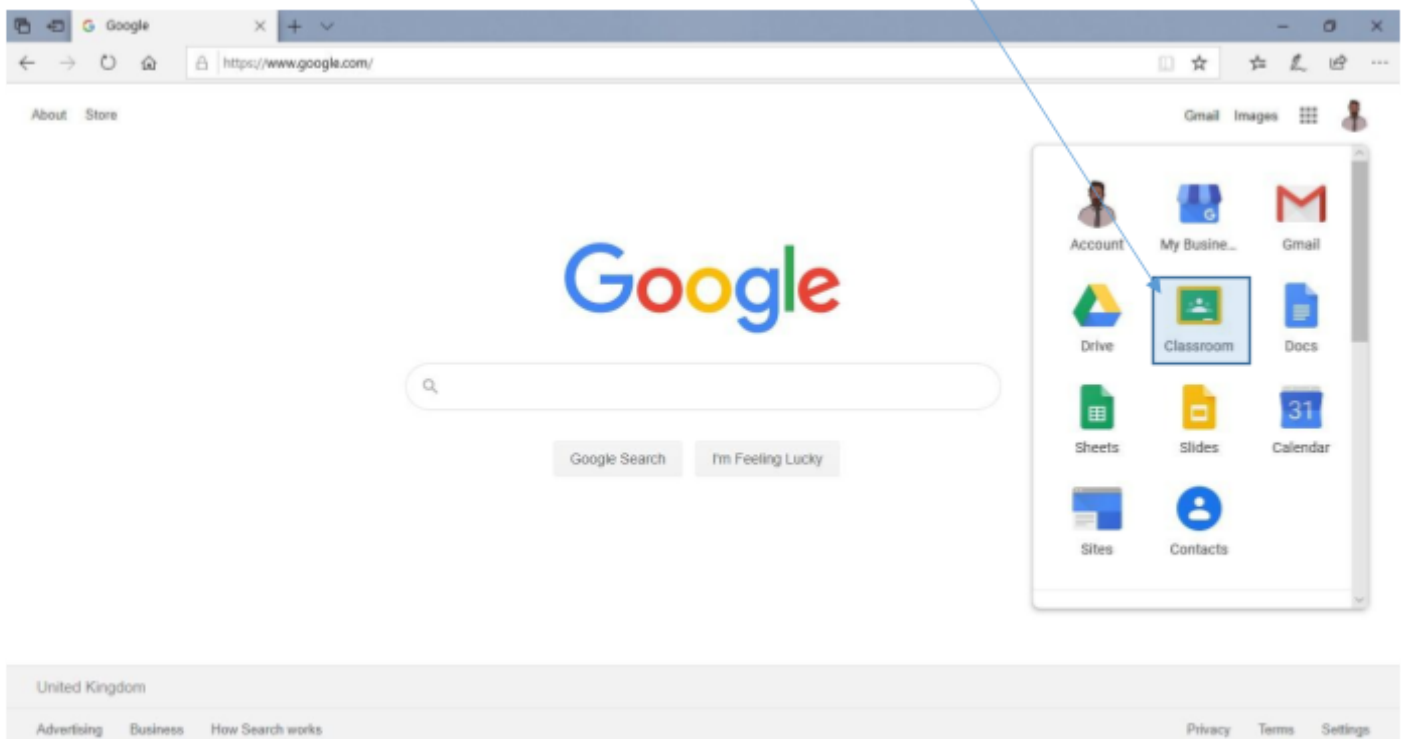 Google
https://www.google.com/
About Store
Gmail Images
Account My Busine... Gmail
G
Google
Drive Classroom Docs
31
Sheets Slides Calendar
Google Search I'm Feeling Lucky
Sites Contacts
United Kingdom
Advertising Business How Search works
Privacy Terms Settings